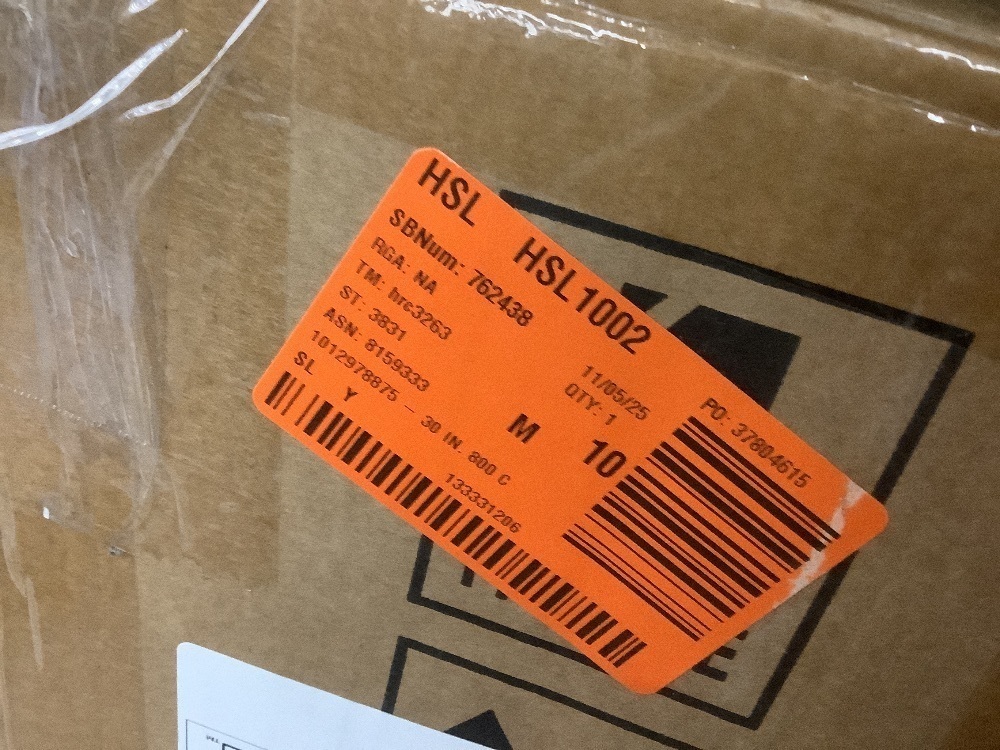 HSL HSL1002
SBNum: 762438
RGA: NA
TM: hrc3263
ST: 3831
ASN: 8159333
1012978875 - 30 IN. 800 C
SL Y
11/05/25
QTY: 1
M 10
133331206
PO: 37804615